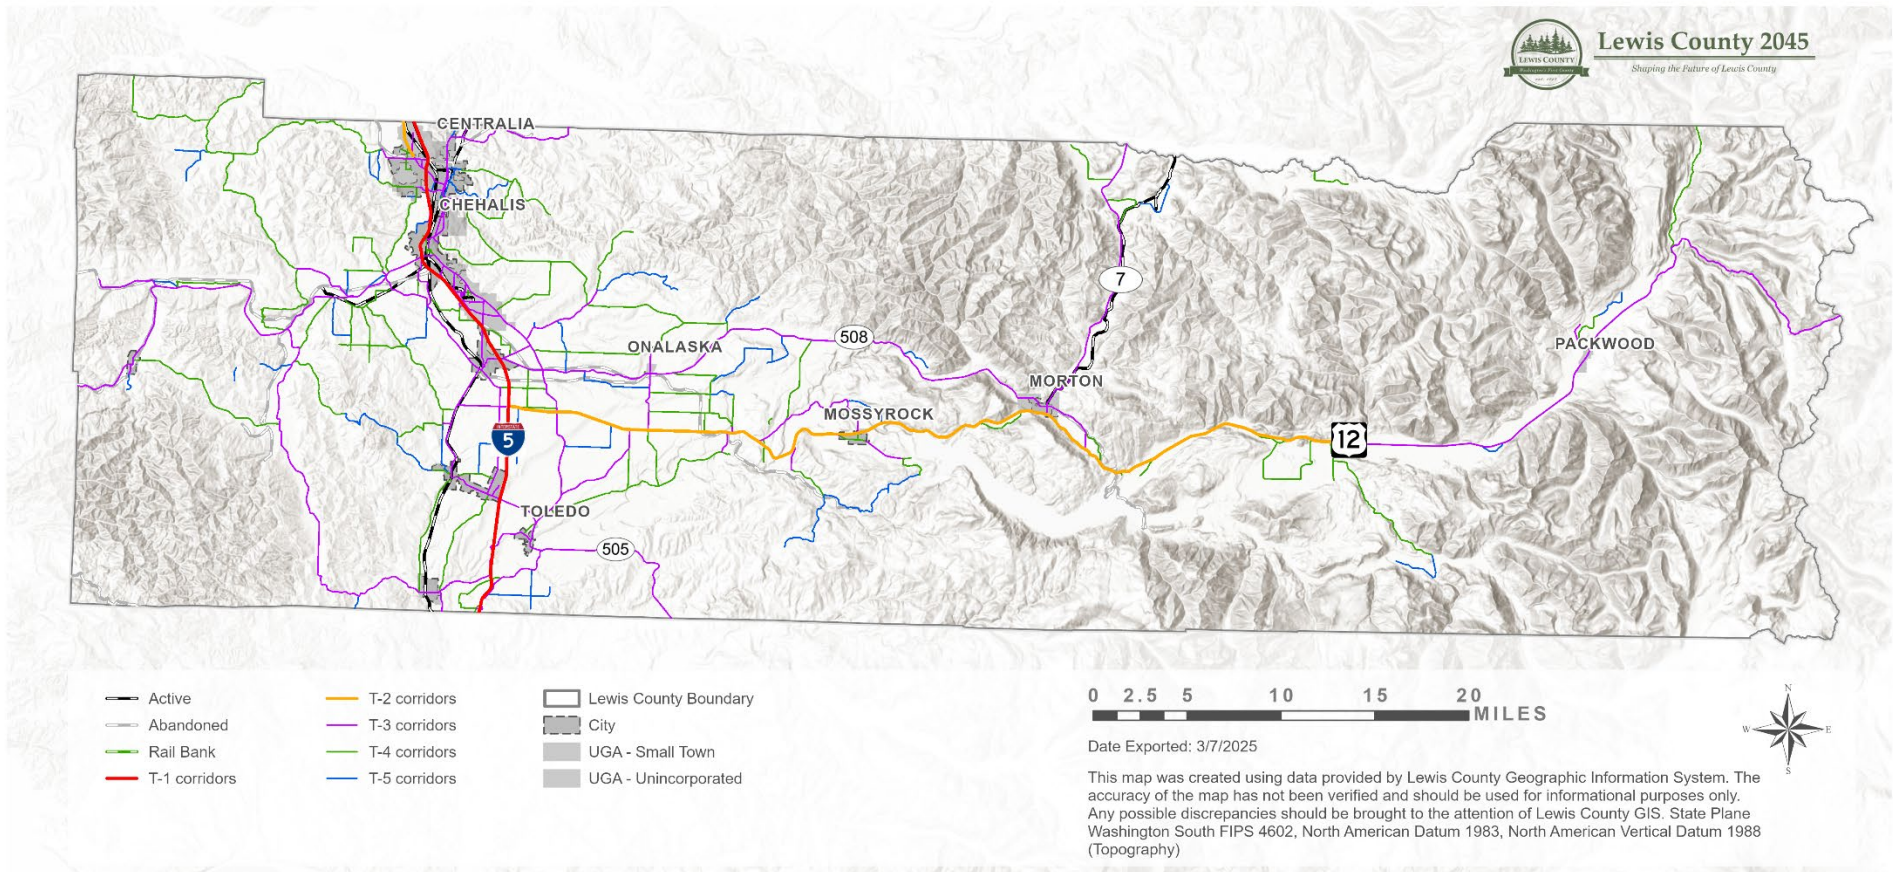 LEWIS COUNTY
Lewis County 2045
Shaping the Future of Lewis County
CENTRALIA
CHEHALIS
7
508
ONALASKA
PACKWOOD
MORTON
MOSSYROCK
5
12
TOLEDO
505
Active
Abandoned
Rail Bank
T-1 corridors
T-2 corridors
T-3 corridors
T-4 corridors
T-5 corridors
Lewis County Boundary
City
UGA - Small Town
UGA - Unincorporated
0 2.5 5 10 15 20
MILES
Date Exported: 3/7/2025
This map was created using data provided by Lewis County Geographic Information System. The
accuracy of the map has not been verified and should be used for informational purposes only.
Any possible discrepancies should be brought to the attention of Lewis County GIS. State Plane
Washington South FIPS 4602, North American Datum 1983, North American Vertical Datum 1988
(Topography)
N
W E
S